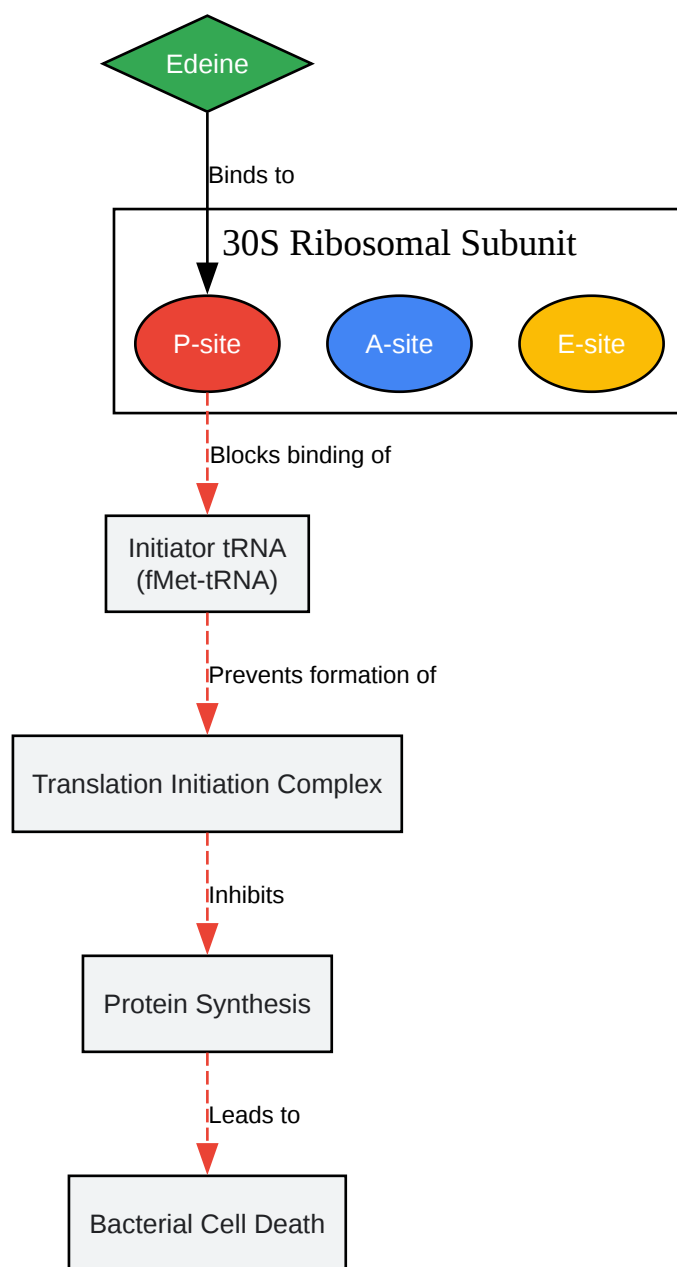 Edeine
Binds to
30S Ribosomal Subunit
P-site
A-site
E-site
Blocks binding of
Initiator tRNA
(fMet-tRNA)
Prevents formation of
Translation Initiation Complex
Inhibits
Protein Synthesis
Leads to
Bacterial Cell Death